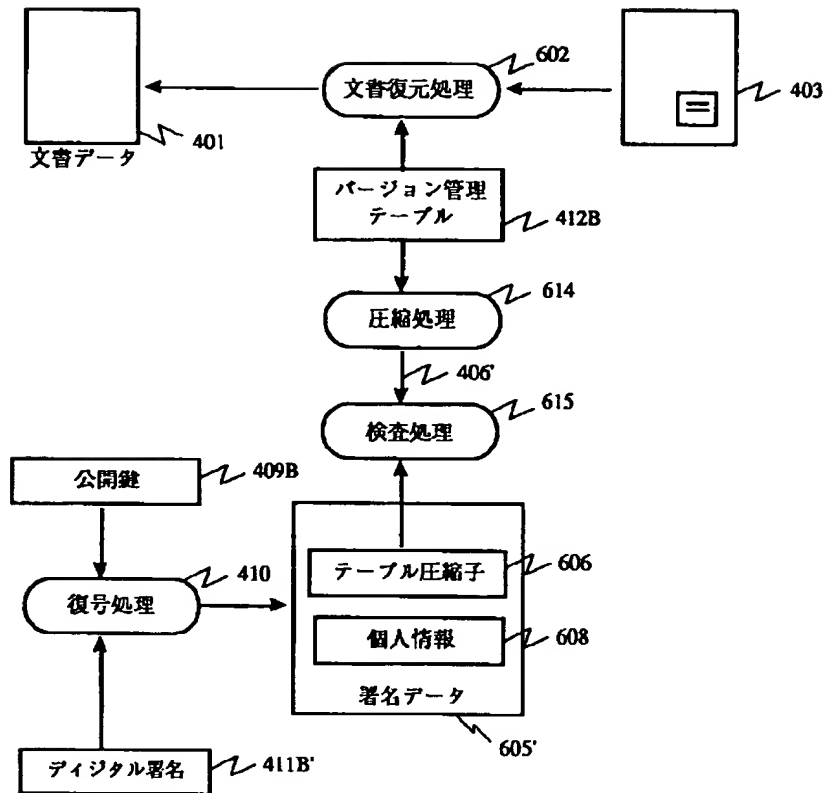 602
文書復元処理
403
401
文書データ
バージョン管理
テーブル
412B
614
圧縮処理
406'
615
検査処理
公開鍵
409B
410
復号処理
テーブル圧縮子
606
個人情報
608
署名データ
605'
ディジタル署名
411B'